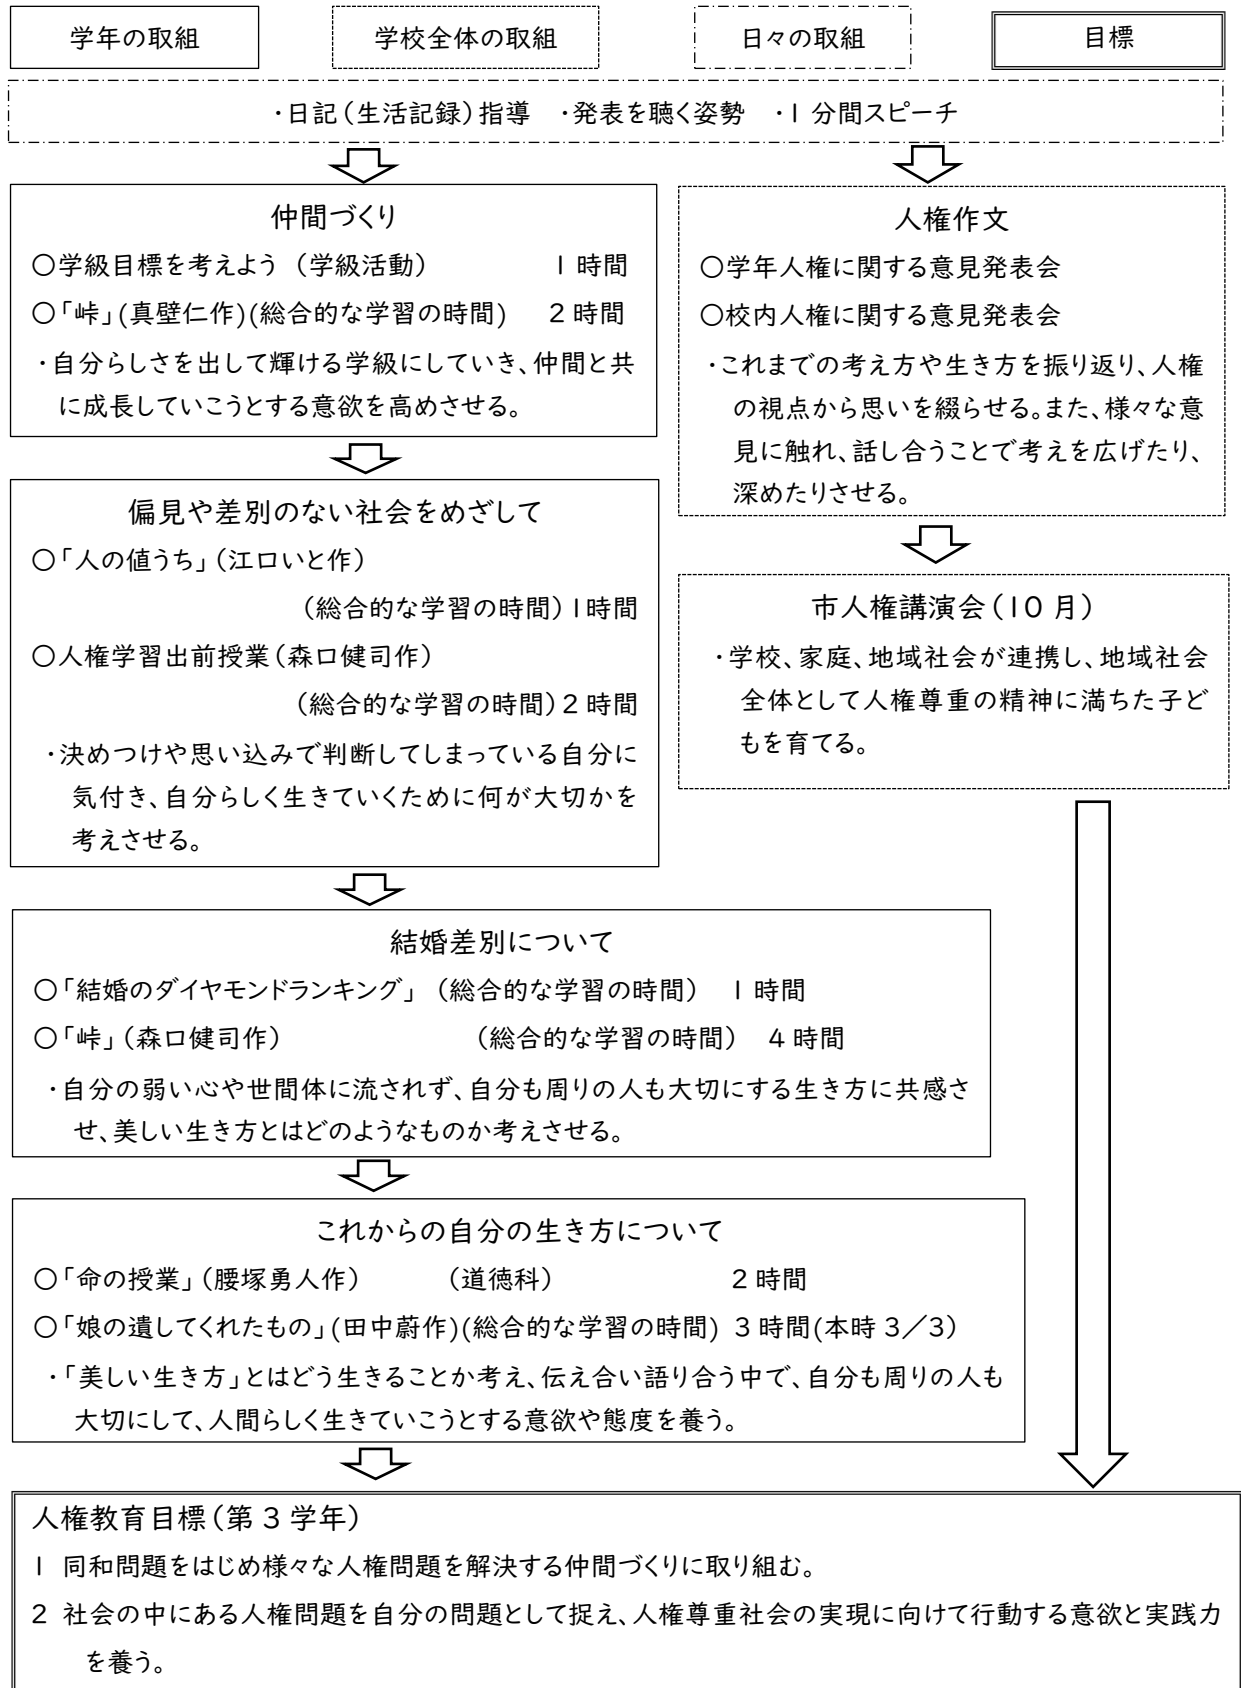 学年の取組
学校全体の取組
日々の取組
目標
・日記(生活記録)指導　・発表を聴く姿勢　・1分間スピーチ
仲間づくり
○学級目標を考えよう (学級活動)　1時間
○「峠」(真壁仁作)(総合的な学習の時間)　2時間
・自分らしさを出して輝ける学級にしていき、仲間と共
に成長していこうとする意欲を高めさせる。
人権作文
○学年人権に関する意見発表会
○校内人権に関する意見発表会
・これまでの考え方や生き方を振り返り、人権
の視点から思いを綴らせる。また、様々な意
見に触れ、話し合うことで考えを広げたり、
深めたりさせる。
偏見や差別のない社会をめざして
○「人の値うち」(江口いと作)
(総合的な学習の時間)1時間
○人権学習出前授業(森口健司作)
(総合的な学習の時間)2時間
・決めつけや思い込みで判断してしまっている自分に
気付き、自分らしく生きていくために何が大切かを
考えさせる。
市人権講演会(10月)
・学校、家庭、地域社会が連携し、地域社会
全体として人権尊重の精神に満ちた子ど
もを育てる。
結婚差別について
○「結婚のダイヤモンドランキング」 (総合的な学習の時間)　1時間
○「峠」(森口健司作)　(総合的な学習の時間)　4時間
・自分の弱い心や世間体に流されず、自分も周りの人も大切にする生き方に共感さ
せ、美しい生き方とはどのようなものか考えさせる。
これからの自分の生き方について
○「命の授業」(腰塚勇人作)　(道徳科)　2時間
○「娘の遺してくれたもの」(田中蔚作)(総合的な学習の時間) 3時間(本時3/3)
・「美しい生き方」とはどう生きることか考え、伝え合い語り合う中で、自分も周りの人も
大切にして、人間らしく生きていこうとする意欲や態度を養う。
人権教育目標(第3学年)
1 同和問題をはじめ様々な人権問題を解決する仲間づくりに取り組む。
2 社会の中にある人権問題を自分の問題として捉え、人権尊重社会の実現に向けて行動する意欲と実践力
を養う。